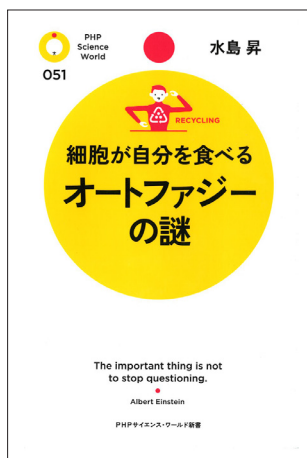 PHP
Science
World
051
水島 昇
RECYCLING
細胞が自分を食べる
オートファジー
の謎
The important thing is not
to stop questioning.
Albert Einstein
PHPサイエンス・ワールド新書